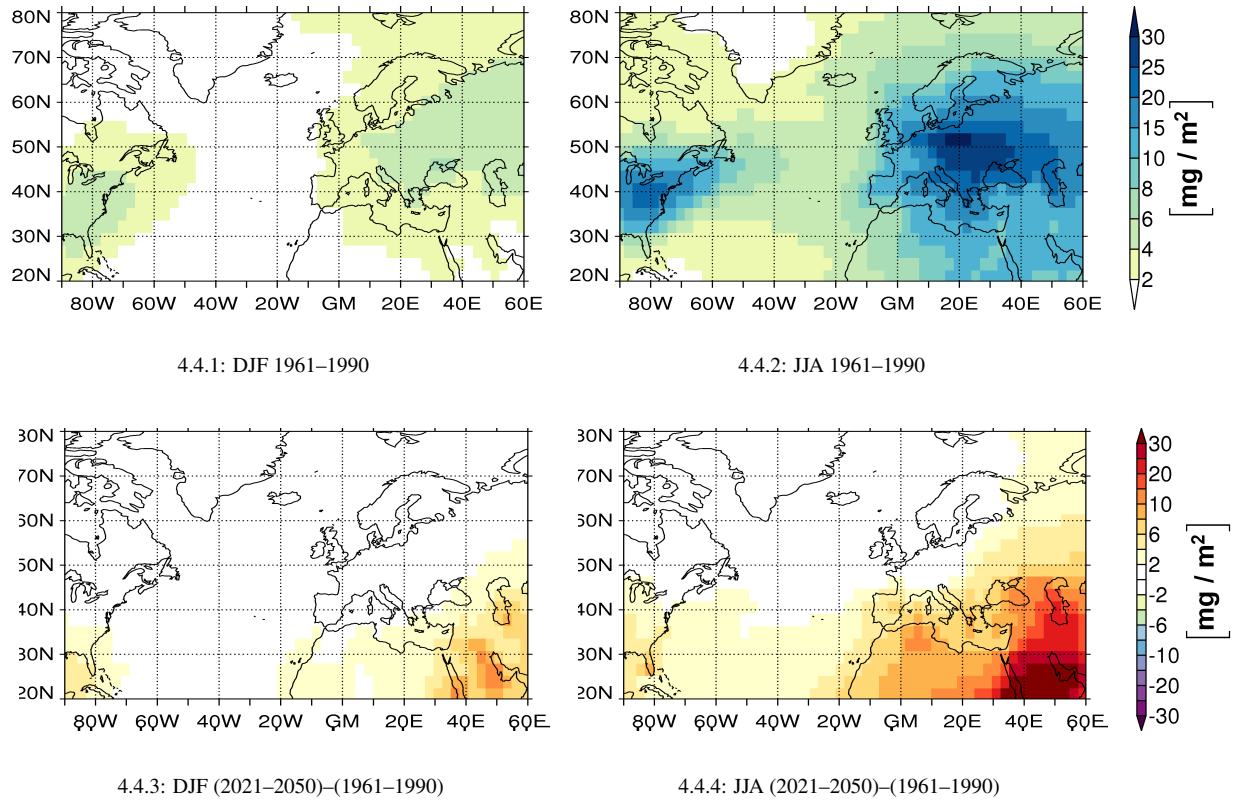 80N
70N
60N
50N
40N
30N
20N
80W 60W 40W 20W GM 20E 40E 60E
80N
70N
60N
50N
40N
30N
20N
80W 60W 40W 20W GM 20E 40E 60E
30
25
20
15
10
8
6
4
2
[mg / m²]
4.4.1: DJF 1961–1990
4.4.2: JJA 1961–1990
30N
70N
50N
50N
40N
30N
20N
80W 60W 40W 20W GM 20E 40E 60E
30N
70N
50N
50N
40N
30N
20N
80W 60W 40W 20W GM 20E 40E 60E
30
20
10
6
2
-2
-6
-10
-20
-30
[mg / m²]
4.4.3: DJF (2021–2050)–(1961–1990)
4.4.4: JJA (2021–2050)–(1961–1990)